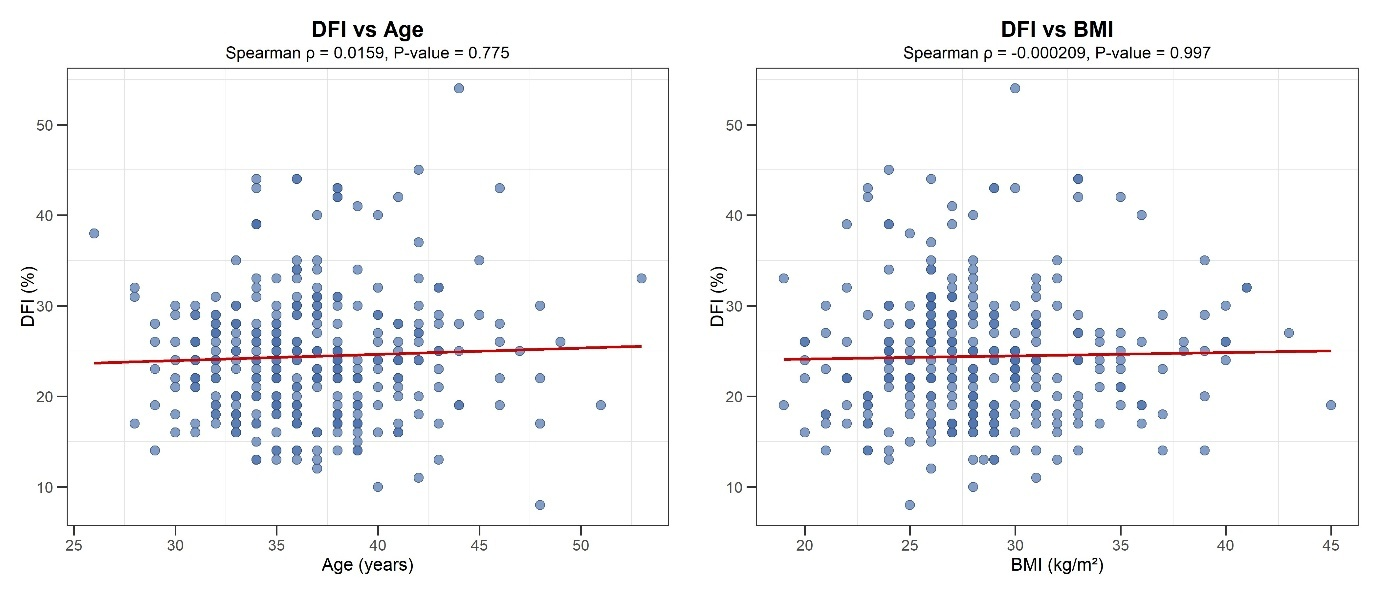 DFI vs Age
Spearman ρ = 0.0159, P-value = 0.775
50
40
30
20
10
DFI (%)
25 30 35 40 45 50
Age (years)
DFI vs BMI
Spearman ρ = -0.000209, P-value = 0.997
50
40
30
20
10
DFI (%)
20 25 30 35 40 45
BMI (kg/m²)